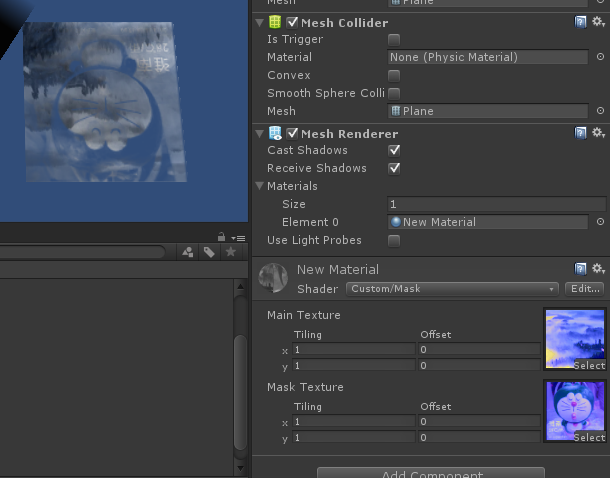 Mesh
Plane
Mesh Collider
Is Trigger
Material
None (Physic Material)
Convex
Smooth Sphere Colli
Mesh
Plane
Mesh Renderer
Cast Shadows
Receive Shadows
Materials
Size
1
Element 0
New Material
Use Light Probes
New Material
Shader
Custom/Mask
Edit...
Main Texture
Tiling
Offset
x
1
0
y
1
0
Select
Mask Texture
Tiling
Offset
x
1
0
y
1
0
Select
Add Component